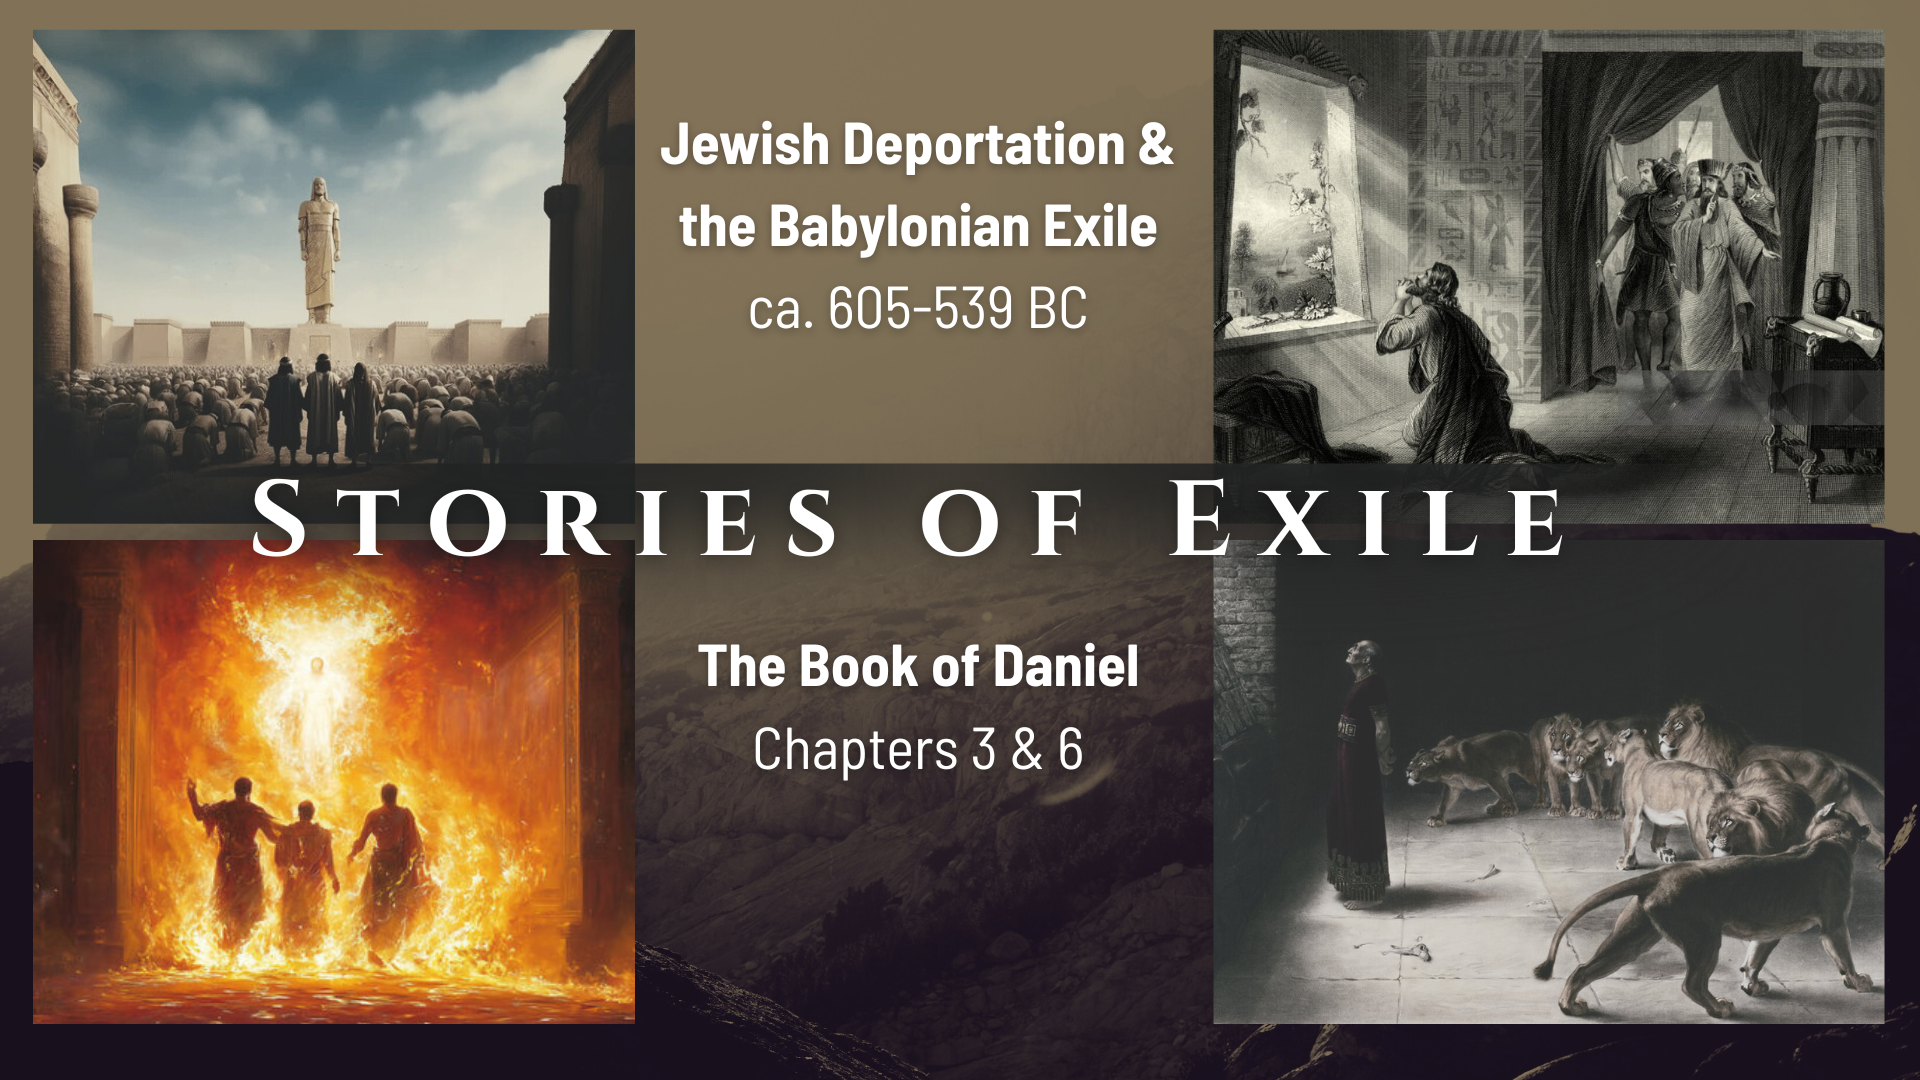 Jewish Deportation &
the Babylonian Exile
ca. 605-539 BC
Stories of Exile
The Book of Daniel
Chapters 3 & 6